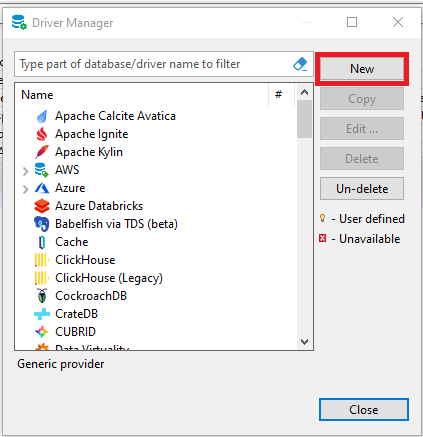 Driver Manager
Type part of database/driver name to filter
New
Name #
Apache Calcite Avatica
Copy
Apache Ignite
Edit ...
Apache Kylin
AWS
Delete
Azure
Un-delete
Azure Databricks
Babelfish via TDS (beta)
- User defined
Cache
- Unavailable
ClickHouse
ClickHouse (Legacy)
CockroachDB
CrateDB
CUBRID
Data Virtuality
Generic provider
Close